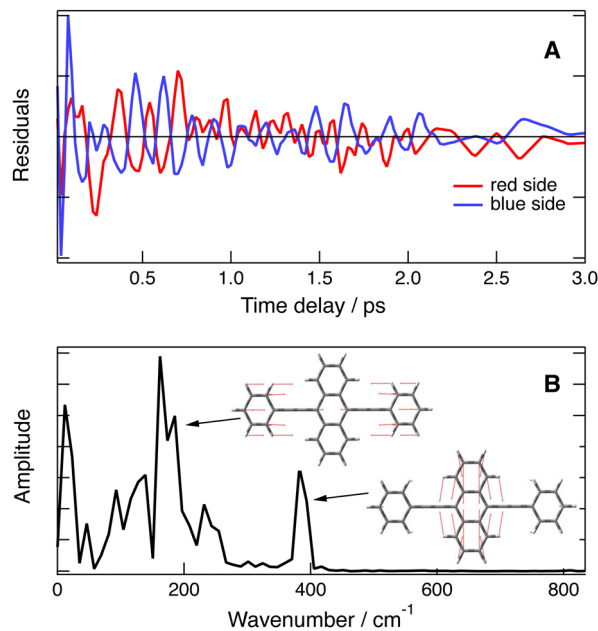 A
Residuals
red side
blue side
0.5 1.0 1.5 2.0 2.5 3.0
Time delay / ps
B
Amplitude
0 200 400 600 800
Wavenumber / cm⁻¹